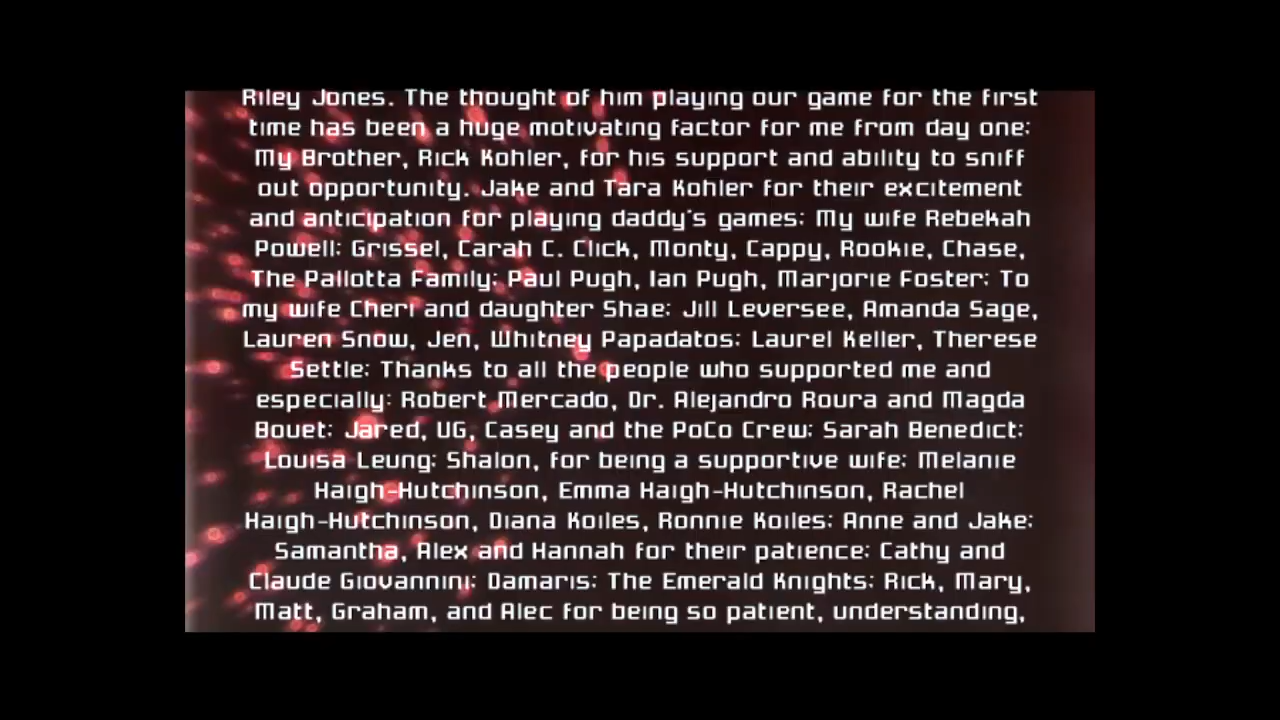 Riley Jones. The thought of him playing our game for the first
time has been a huge motivating factor for me from day one;
My Brother, Rick Kohler, for his support and ability to sniff
out opportunity. Jake and Tara Kohler for their excitement
and anticipation for playing daddy's games; My wife Rebekah
Powell; Grissel, Carah C. Click, Monty, Cappy, Rookie, Chase,
The Pallotta Family; Paul Pugh, Ian Pugh, Marjorie Foster; To
my wife Cheri and daughter Shae; Jill Leversee, Amanda Sage,
Lauren Snow, Jen, Whitney Papadatos; Laurel Keller, Therese
Settle; Thanks to all the people who supported me and
especially: Robert Mercado, Dr. Alejandro Roura and Magda
Bouet; Jared, UG, Casey and the PoCo Crew; Sarah Benedict;
Louisa Leung; Shalon, for being a supportive wife; Melanie
Haigh-Hutchinson, Emma Haigh-Hutchinson, Rachel
Haigh-Hutchinson, Diana Koiles, Ronnie Koiles; Anne and Jake;
Samantha, Alex and Hannah for their patience; Cathy and
Claude Giovannini; Damaris; The Emerald Knights; Rick, Mary,
Matt, Graham, and Alec for being so patient, understanding,